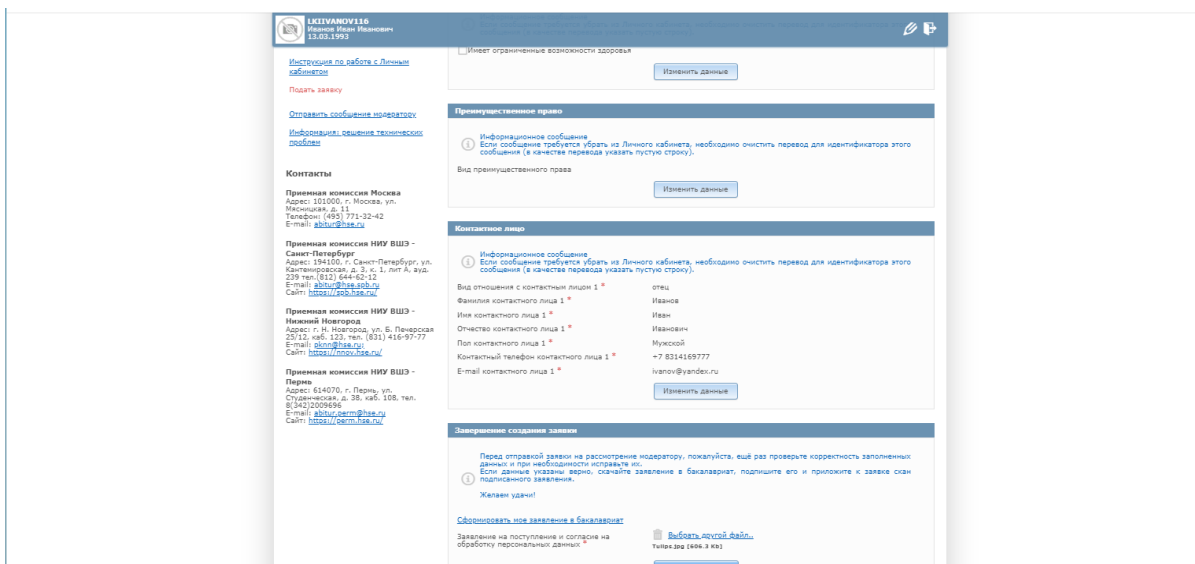 LKIIVANOV116
Иванов Иван Иванович
13.03.1993
Инструкция по работе с Личным
кабинетом
Подать заявку
Отправить сообщение модератору
Информация: решение технических
проблем
Контакты
Приемная комиссия Москва
Адрес: 101000, г. Москва, ул.
Мясницкая, д. 11
Телефон: (495) 771-32-42
E-mail: abitur@hse.ru
Приемная комиссия НИУ ВШЭ -
Санкт-Петербург
Адрес: 194100, г. Санкт-Петербург, ул.
Кантемировская, д. 3, к. 1, лит А, ауд.
239 тел.(812) 644-62-12
E-mail: abitur@hse.spb.ru
Сайт: https://spb.hse.ru/
Приемная комиссия НИУ ВШЭ -
Нижний Новгород
Адрес: г. Н. Новгород, ул. Б. Печерская
25/12, каб. 123, тел. (831) 416-97-77
E-mail: pknn@hse.ru;
Сайт: https://nnov.hse.ru/
Приемная комиссия НИУ ВШЭ -
Пермь
Адрес: 614070, г. Пермь, ул.
Студенческая, д. 38, каб. 108, тел.
8(342)2009696
E-mail: abitur.perm@hse.ru
Сайт: https://perm.hse.ru/
Имеет ограниченные возможности здоровья
Изменить данные
Преимущественное право
Информационное сообщение
Если сообщение требуется убрать из Личного кабинета, необходимо очистить перевод для идентификатора этого
сообщения (в качестве перевода указать пустую строку).
Вид преимущественного права
Изменить данные
Контактное лицо
Информационное сообщение
Если сообщение требуется убрать из Личного кабинета, необходимо очистить перевод для идентификатора этого
сообщения (в качестве перевода указать пустую строку).
Вид отношения с контактным лицом 1 * отец
Фамилия контактного лица 1 * Иванов
Имя контактного лица 1 * Иван
Отчество контактного лица 1 * Иванович
Пол контактного лица 1 * Мужской
Контактный телефон контактного лица 1 * +7 8314169777
E-mail контактного лица 1 * ivanov@yandex.ru
Изменить данные
Завершение создания заявки
Перед отправкой заявки на рассмотрение модератору, пожалуйста, ещё раз проверьте корректность заполненных
данных и при необходимости исправьте их.
Если данные указаны верно, скачайте заявление в бакалавриат, подпишите его и приложите к заявке скан
подписанного заявления.
Желаем удачи!
Сформировать мое заявление в бакалавриат
Заявление на поступление и согласие на
обработку персональных данных *
Выбрать другой файл..
Tulips.jpg [606.3 Kb]